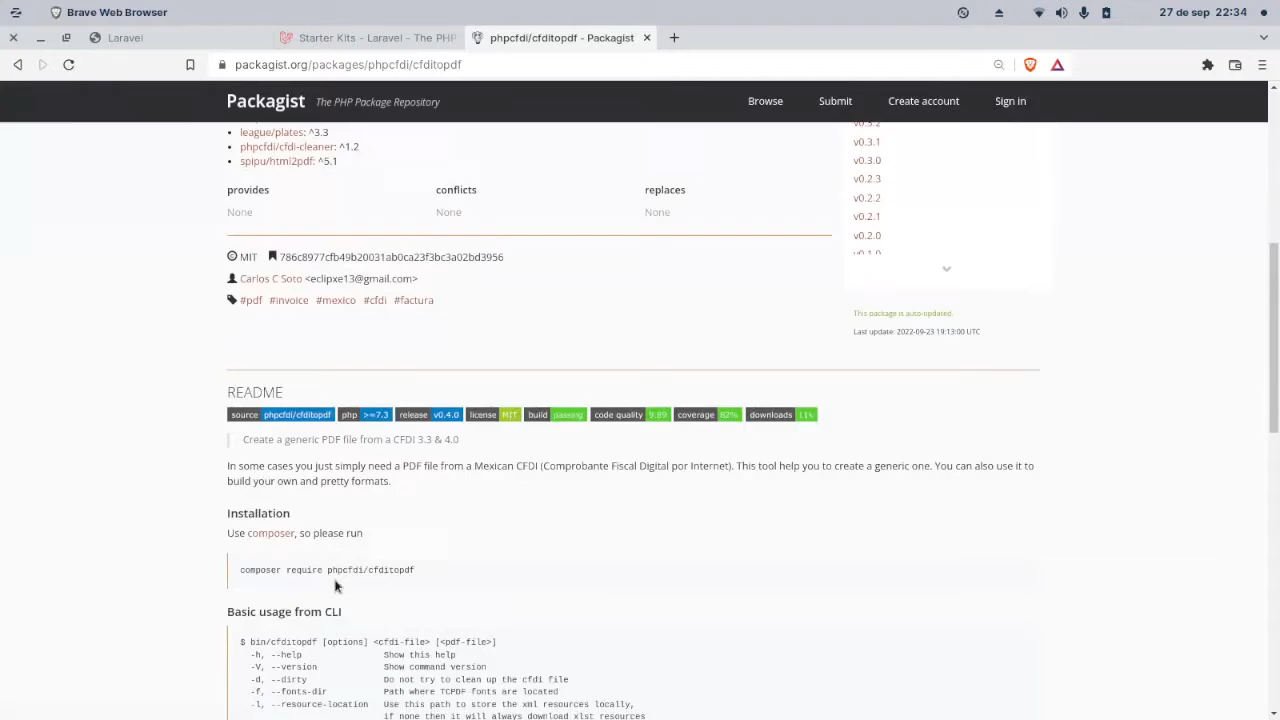 Brave Web Browser
27 de sep 22:34
Laravel
Starter Kits - Laravel - The PHP
phpcfdi/cfditopdf - Packagist
packagist.org/packages/phpcfdi/cfditopdf
Packagist The PHP Package Repository
Browse Submit Create account Sign in
league/plates: ^3.3
phpcfdi/cfdi-cleaner: ^1.2
spipu/html2pdf: ^5.1
provides conflicts replaces
None None None
v0.3.2
v0.3.1
v0.3.0
v0.2.3
v0.2.2
v0.2.1
v0.2.0
v0.1.0
MIT 786c8977cfb49b20031ab0ca23f3bc3a02bd3956
Carlos C Soto <eclipxe13@gmail.com>
#pdf #invoice #mexico #cfdi #factura
This package is auto-updated.
Last update: 2022-09-23 19:13:00 UTC
README
source phpcfdi/cfditopdf php >=7.3 release v0.4.0 license MIT build passing code quality 9.89 coverage 82% downloads 11k
Create a generic PDF file from a CFDI 3.3 & 4.0
In some cases you just simply need a PDF file from a Mexican CFDI (Comprobante Fiscal Digital por Internet). This tool help you to create a generic one. You can also use it to
build your own and pretty formats.
Installation
Use composer, so please run
composer require phpcfdi/cfditopdf
Basic usage from CLI
$ bin/cfditopdf [options] <cfdi-file> [<pdf-file>]
-h, --help Show this help
-V, --version Show command version
-d, --dirty Do not try to clean up the cfdi file
-f, --fonts-dir Path where TCPDF fonts are located
-l, --resource-location Use this path to store the xml resources locally,
if none then it will always download xlst resources